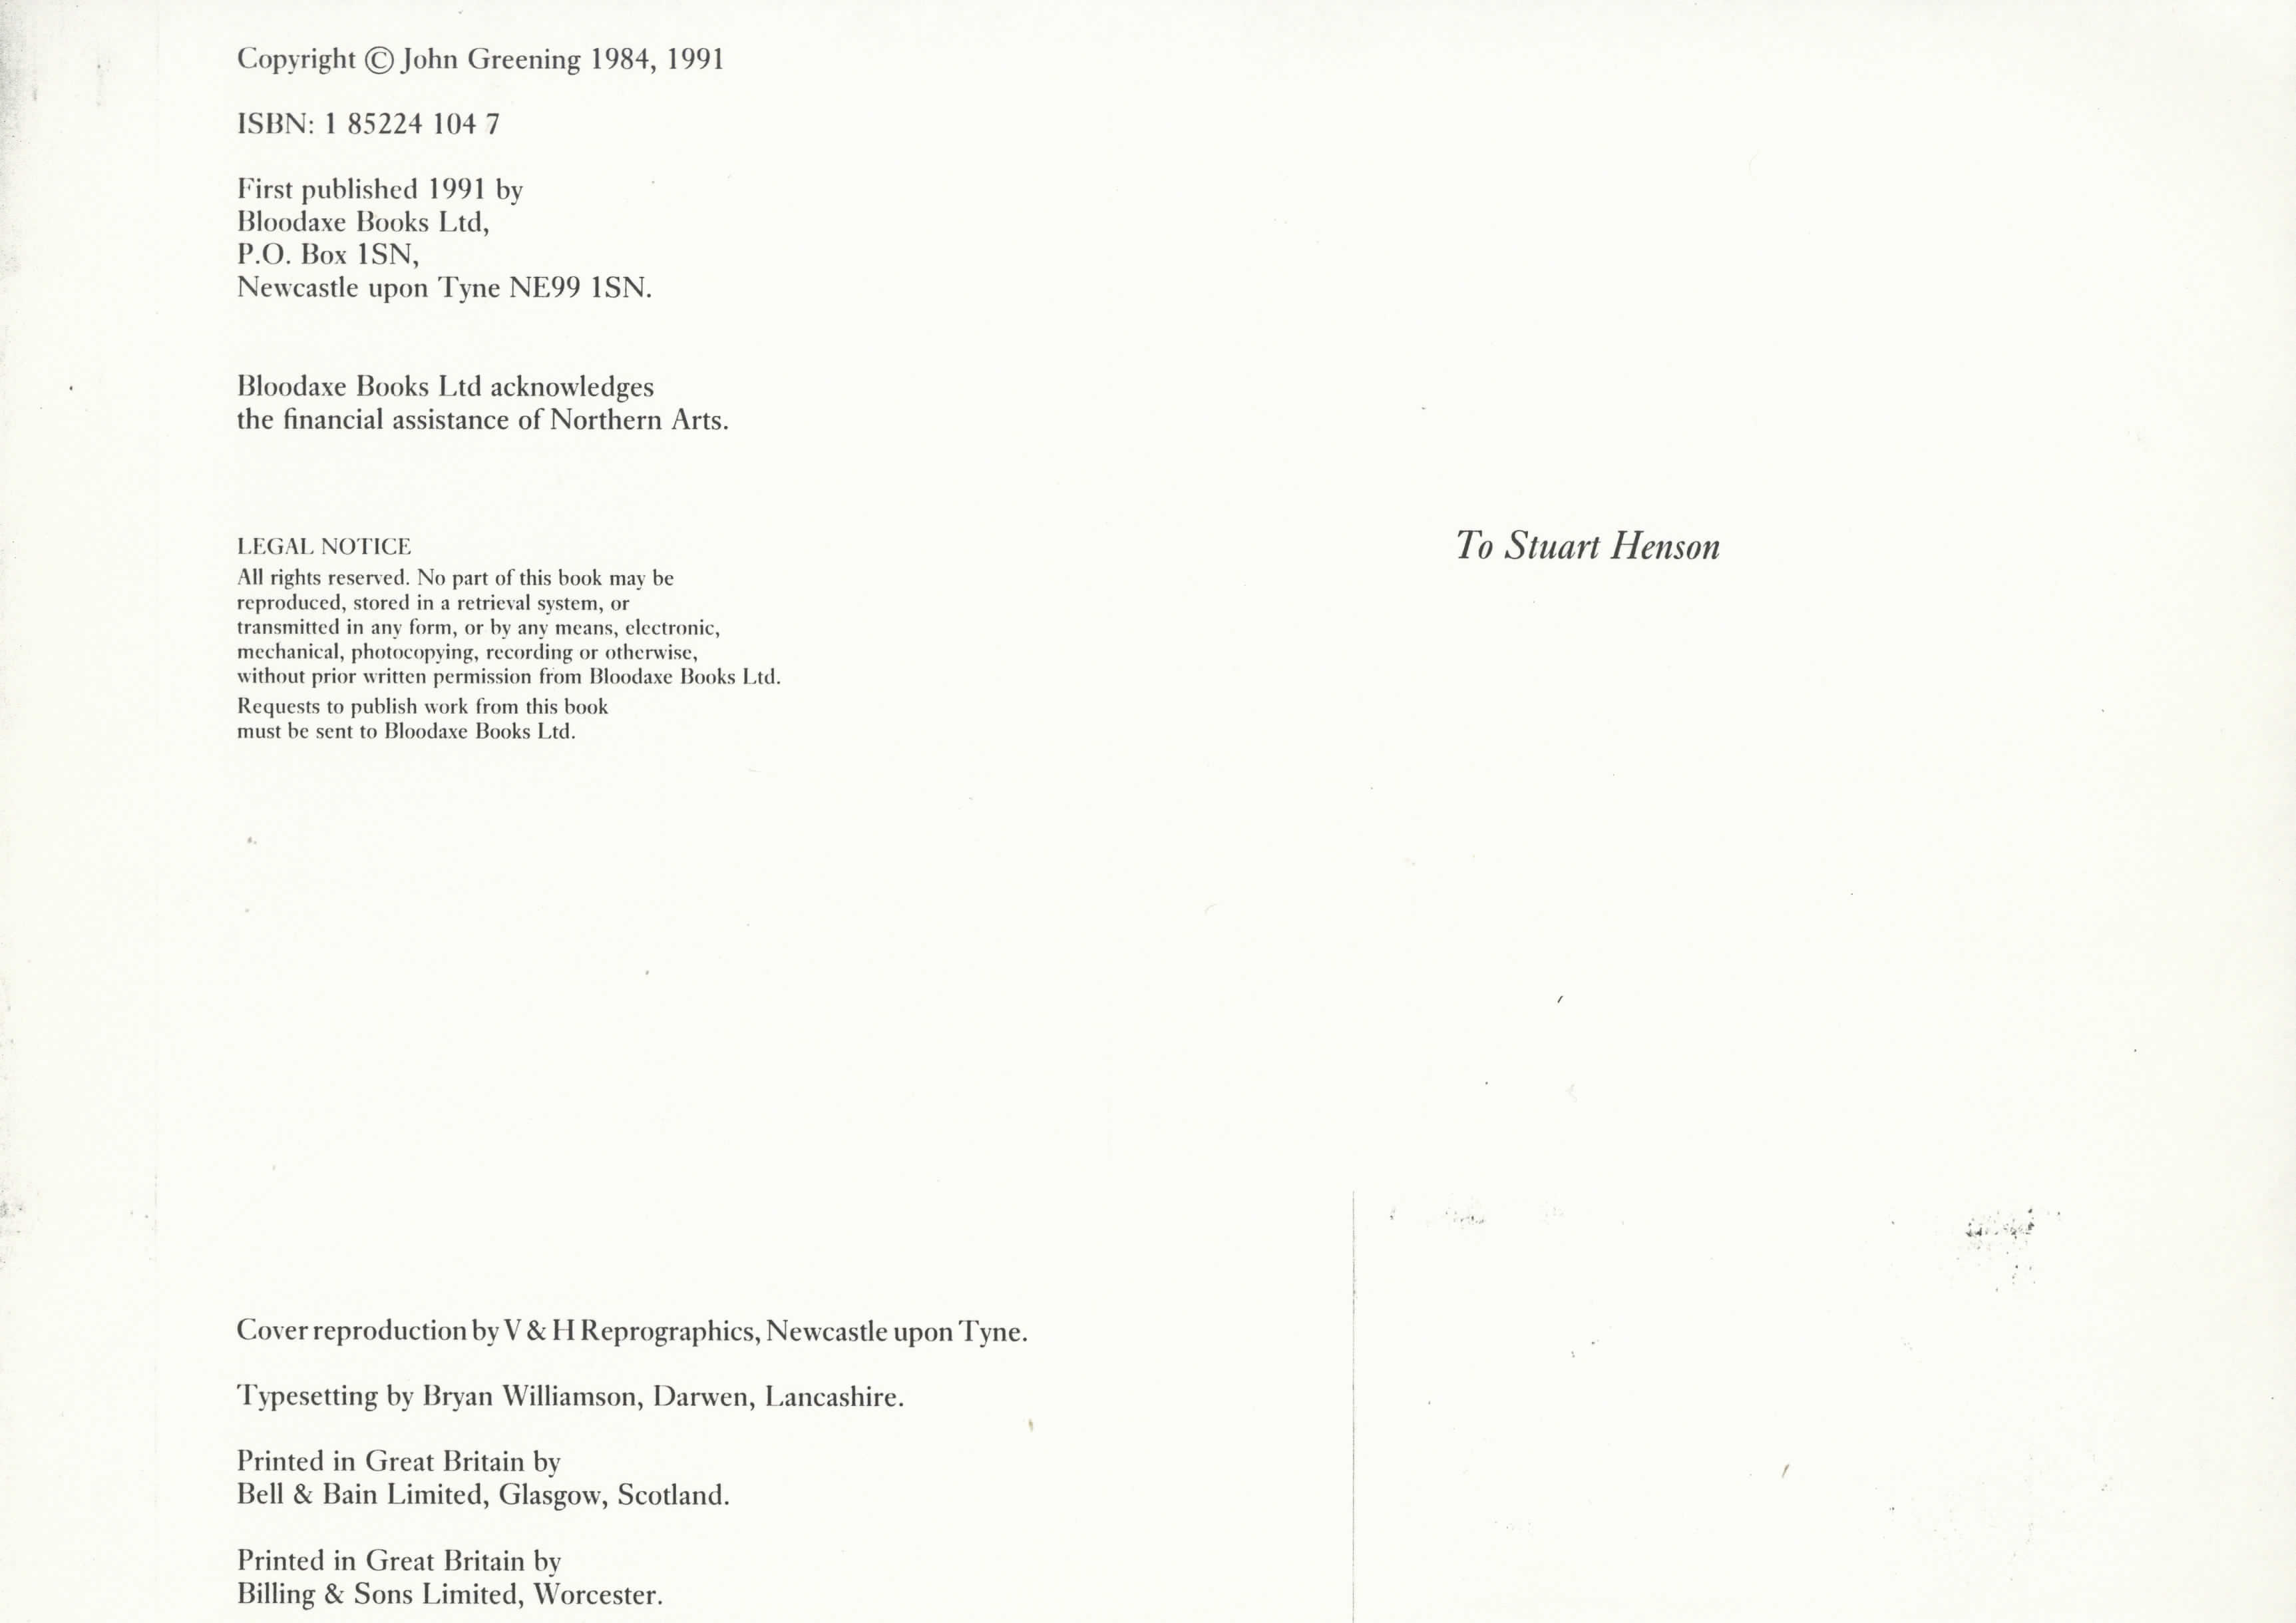 Copyright © John Greening 1984, 1991
ISBN: 1 85224 104 7
First published 1991 by
Bloodaxe Books Ltd,
P.O. Box 1SN,
Newcastle upon Tyne NE99 1SN.
Bloodaxe Books Ltd acknowledges
the financial assistance of Northern Arts.
LEGAL NOTICE
All rights reserved. No part of this book may be
reproduced, stored in a retrieval system, or
transmitted in any form, or by any means, electronic,
mechanical, photocopying, recording or otherwise,
without prior written permission from Bloodaxe Books Ltd.
Requests to publish work from this book
must be sent to Bloodaxe Books Ltd.
Cover reproduction by V & H Reprographics, Newcastle upon Tyne.
Typesetting by Bryan Williamson, Darwen, Lancashire.
Printed in Great Britain by
Bell & Bain Limited, Glasgow, Scotland.
Printed in Great Britain by
Billing & Sons Limited, Worcester.
To Stuart Henson